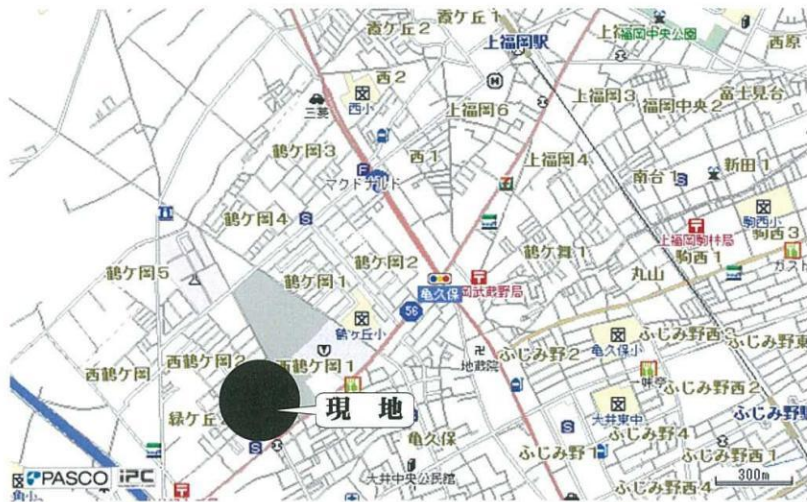 霞ケ丘1
霞ケ丘2
上福岡駅
福岡中央公園
西原
西2
西小
三菱
上福岡6
上福岡3
富士見台
福岡中央2
鶴ケ岡3
西1
上福岡4
マクドナルド
南台1
新田1
駒西小
鶴ケ岡4
上福岡駒林局
駒西3
駒西1
ガスト
鶴ケ岡5
鶴ケ岡1
鶴ケ岡2
鶴ケ舞1
丸山
亀久保
岡武蔵野局
56
鶴ケ丘小
西鶴ケ岡2
西鶴ケ岡
西鶴ケ岡1
地蔵院
ふじみ野2
亀久保小
ふじみ野西3
ふじみ野東
味亭
ふじみ野西2
緑ケ丘
現 地
亀久保
大井東中
ふじみ野4
ふじみ野1
ふじみ野西1
大井中央公民館
ふじみ野西4
角小
PASCO iPC
300m